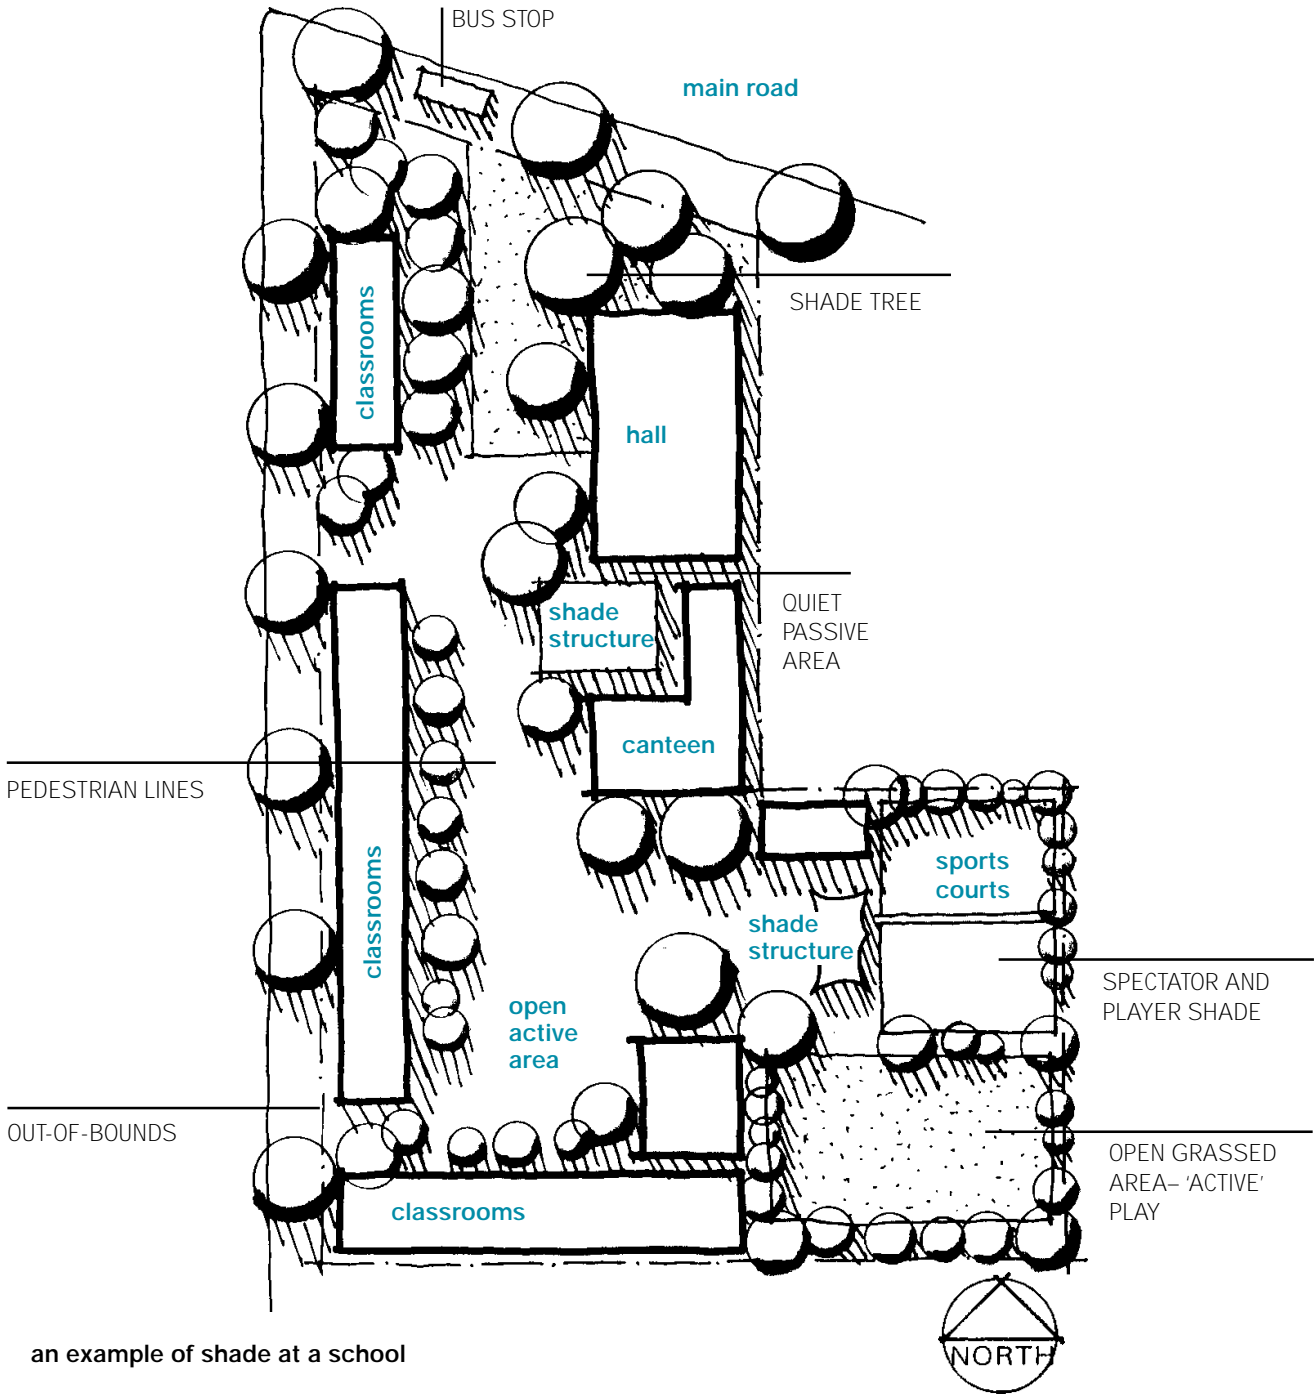 BUS STOP
main road
SHADE TREE
classrooms
hall
QUIET
PASSIVE
AREA
shade
structure
canteen
PEDESTRIAN LINES
classrooms
sports
courts
shade
structure
SPECTATOR AND
PLAYER SHADE
open
active
area
OUT-OF-BOUNDS
OPEN GRASSED
AREA– ‘ACTIVE’
PLAY
classrooms
NORTH
an example of shade at a school